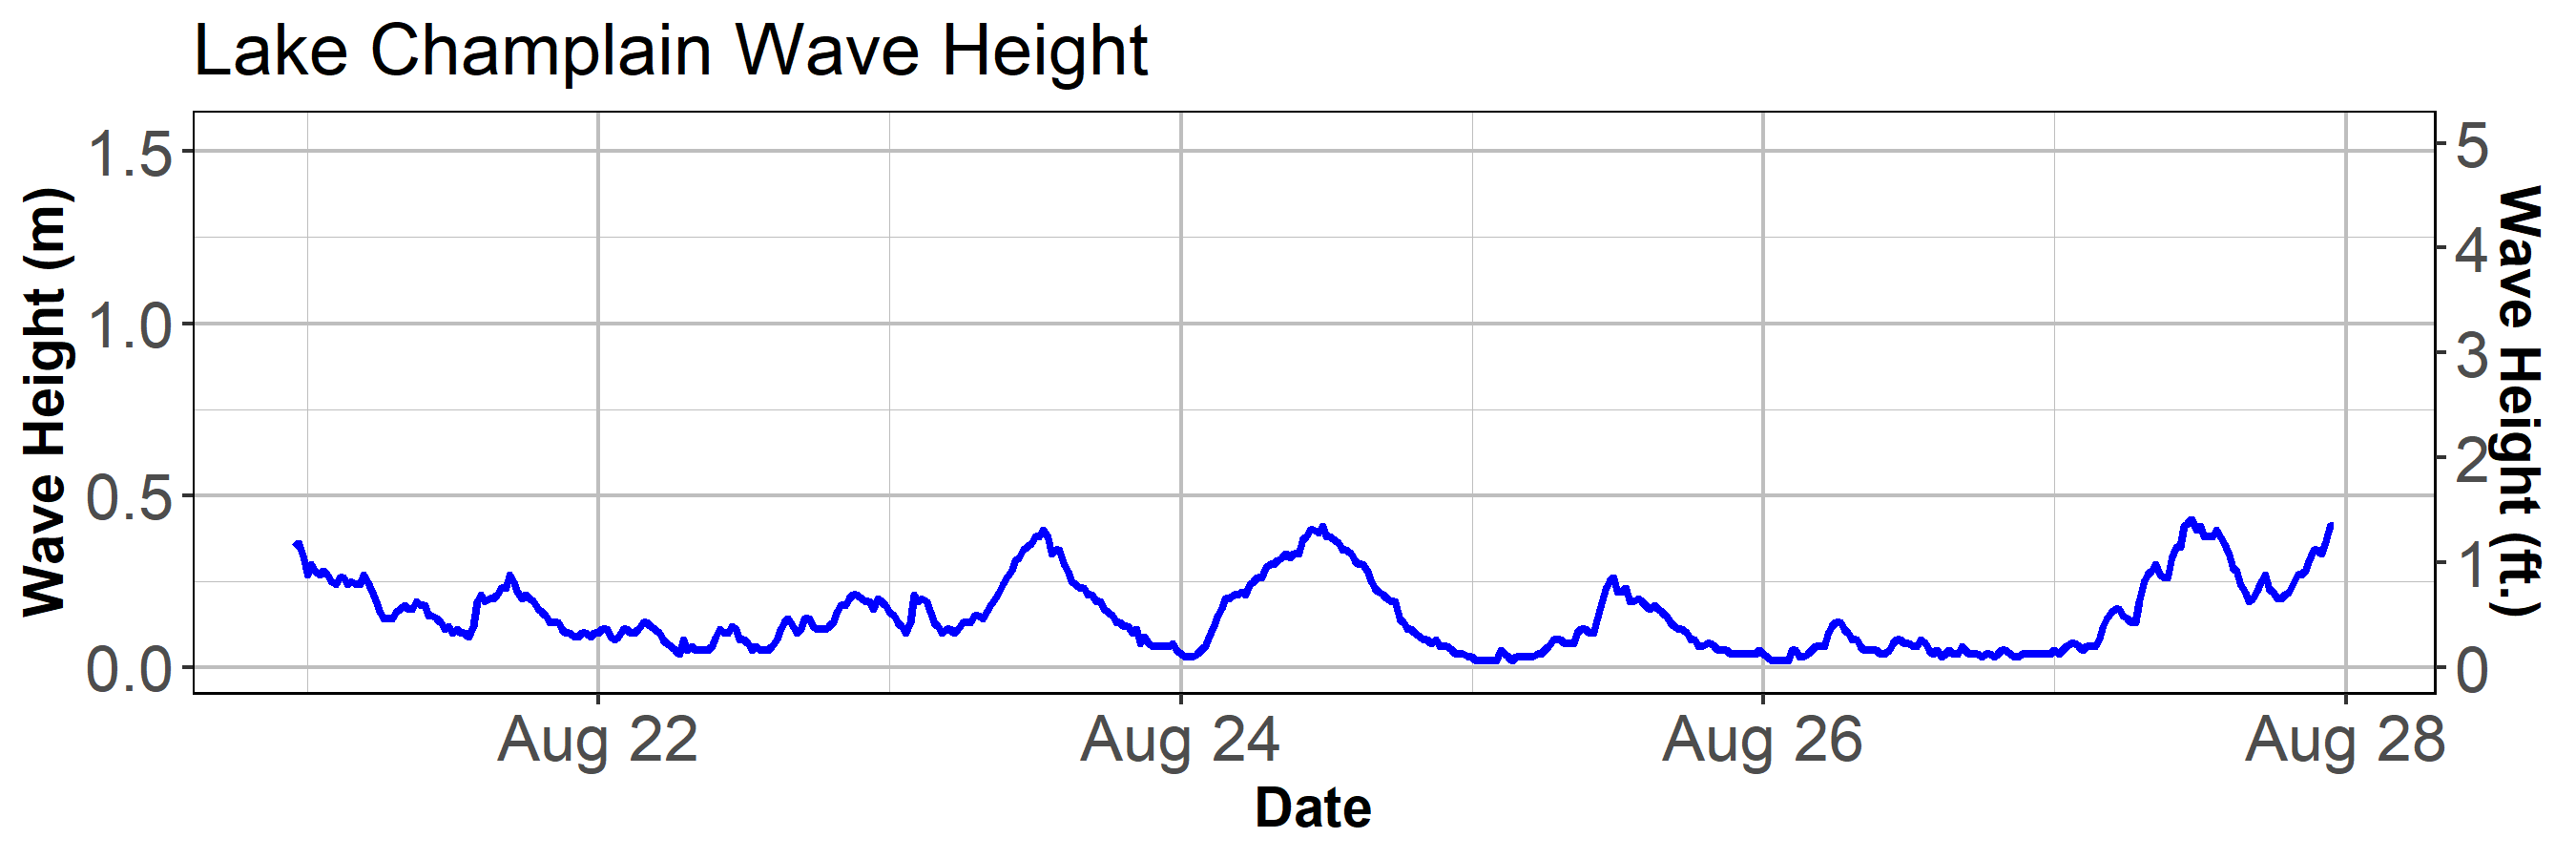 Lake Champlain Wave Height
Wave Height (m)
1.5
1.0
0.5
0.0
5
4
3
2
1
0
Wave Height (ft.)
Aug 22
Aug 24
Aug 26
Aug 28
Date